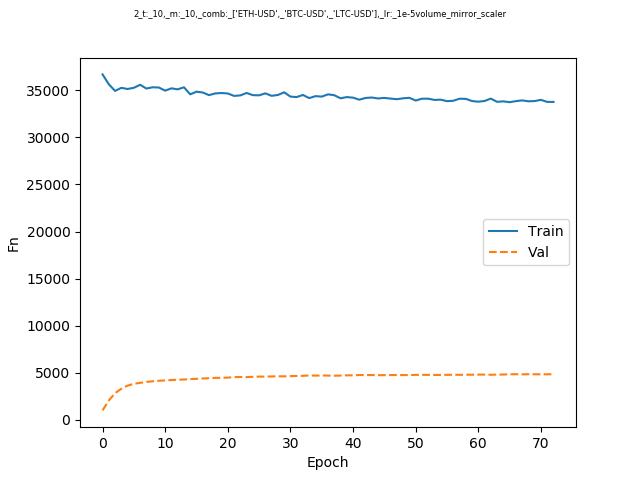 2_t:_10,_m:_10,_comb:_['ETH-USD',_'BTC-USD',_'LTC-USD'],_lr:_1e-5volume_mirror_scaler
35000
30000
25000
20000
15000
10000
5000
0
Fn
Train
Val
0 10 20 30 40 50 60 70
Epoch